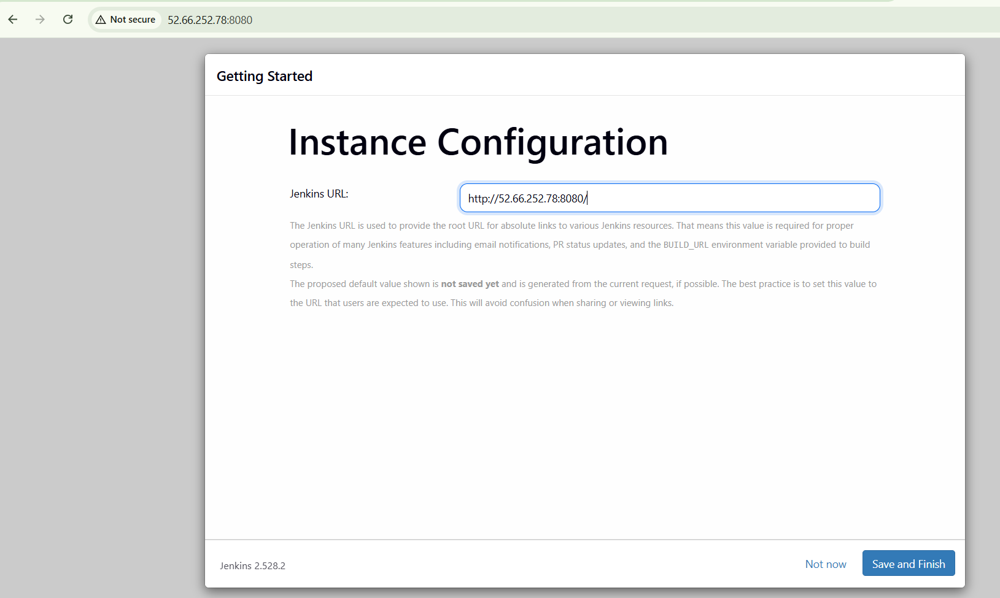 Not secure 52.66.252.78:8080
Getting Started
Instance Configuration
Jenkins URL: http://52.66.252.78:8080/
The Jenkins URL is used to provide the root URL for absolute links to various Jenkins resources. That means this value is required for proper
operation of many Jenkins features including email notifications, PR status updates, and the BUILD_URL environment variable provided to build
steps.
The proposed default value shown is not saved yet and is generated from the current request, if possible. The best practice is to set this value to
the URL that users are expected to use. This will avoid confusion when sharing or viewing links.
Jenkins 2.528.2 Not now Save and Finish